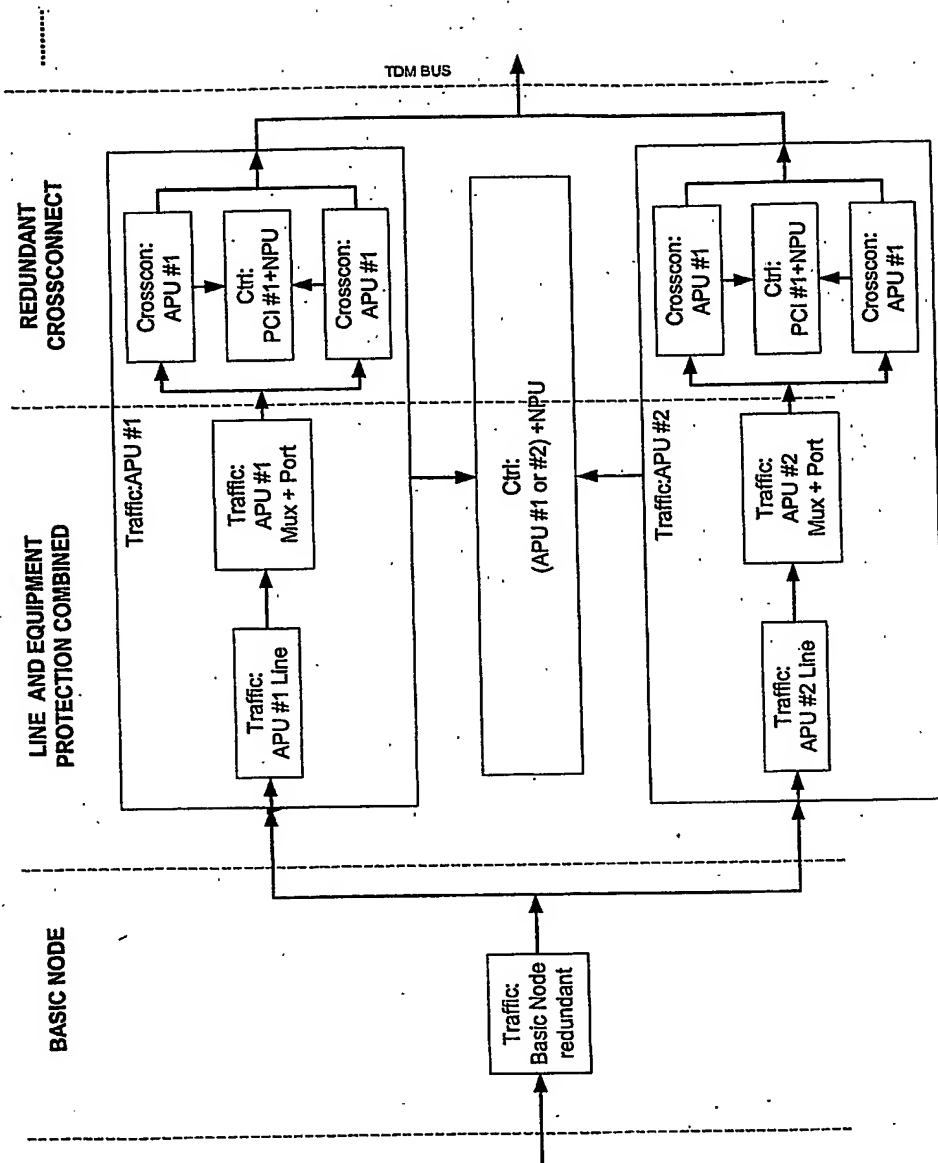 BASIC NODE
LINE AND EQUIPMENT
PROTECTION COMBINED
REDUNDANT
CROSSCONNECT
TDM BUS
Traffic:
Basic Node
redundant
Traffic:APU #1
Traffic:
APU #1 Line
Traffic:
APU #1
Mux + Port
Crosscon:
APU #1
Ctrl:
PCI #1+NPU
Crosscon:
APU #1
Ctrl:
(APU #1 or #2) +NPU
Traffic:APU #2
Traffic:
APU #2 Line
Traffic:
APU #2
Mux + Port
Crosscon:
APU #1
Ctrl:
PCI #1+NPU
Crosscon:
APU #1